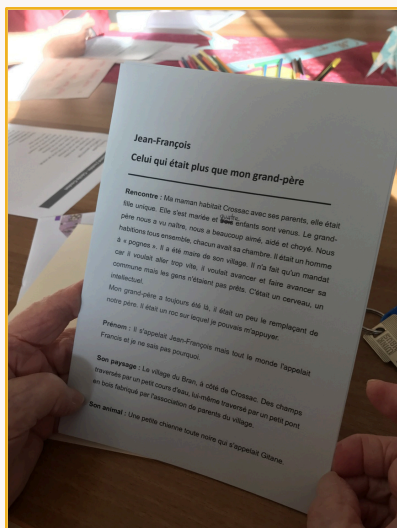 Jean-François
Celui qui était plus que mon grand-père
Rencontre : Ma maman habitait Crossac avec ses parents, elle était
fille unique. Elle s'est mariée et quatre enfants sont venus. Le grand-
père nous a vu naître, nous a beaucoup aimé, aidé et choyé. Nous
habitions tous ensemble, chacun avait sa chambre. Il était un homme
à « pognes ». Il a été maire de son village. Il n'a fait qu'un mandat
car il voulait aller trop vite, il voulait avancer et faire avancer sa
commune mais les gens n'étaient pas prêts. C'était un cerveau, un
intellectuel.
Mon grand-père a toujours été là, il était un peu le remplaçant de
notre père. Il était un roc sur lequel je pouvais m'appuyer.
Prénom : Il s'appelait Jean-François mais tout le monde l'appelait
Francis et je ne sais pas pourquoi.
Son paysage : La village du Bran, à côté de Crossac. Des champs
traversés par un petit cours d'eau, lui-même traversé par un petit pont
en bois fabriqué par l'association de parents du village.
Son animal : Une petite chienne toute noire qui s'appelait Gitane.